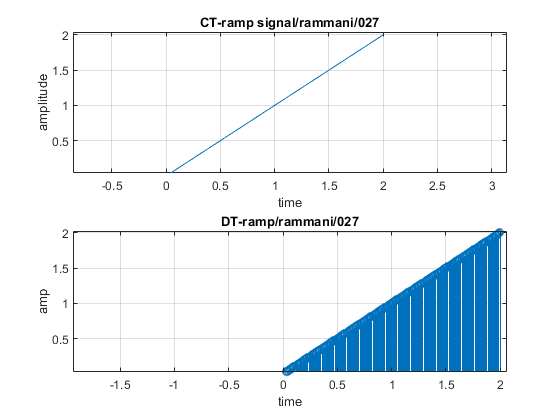 CT-ramp signal/rammani/027
2
1.5
1
0.5
amplitude
-0.5 0 0.5 1 1.5 2 2.5 3
time
DT-ramp/rammani/027
2
1.5
1
0.5
amp
-1.5 -1 -0.5 0 0.5 1 1.5 2
time